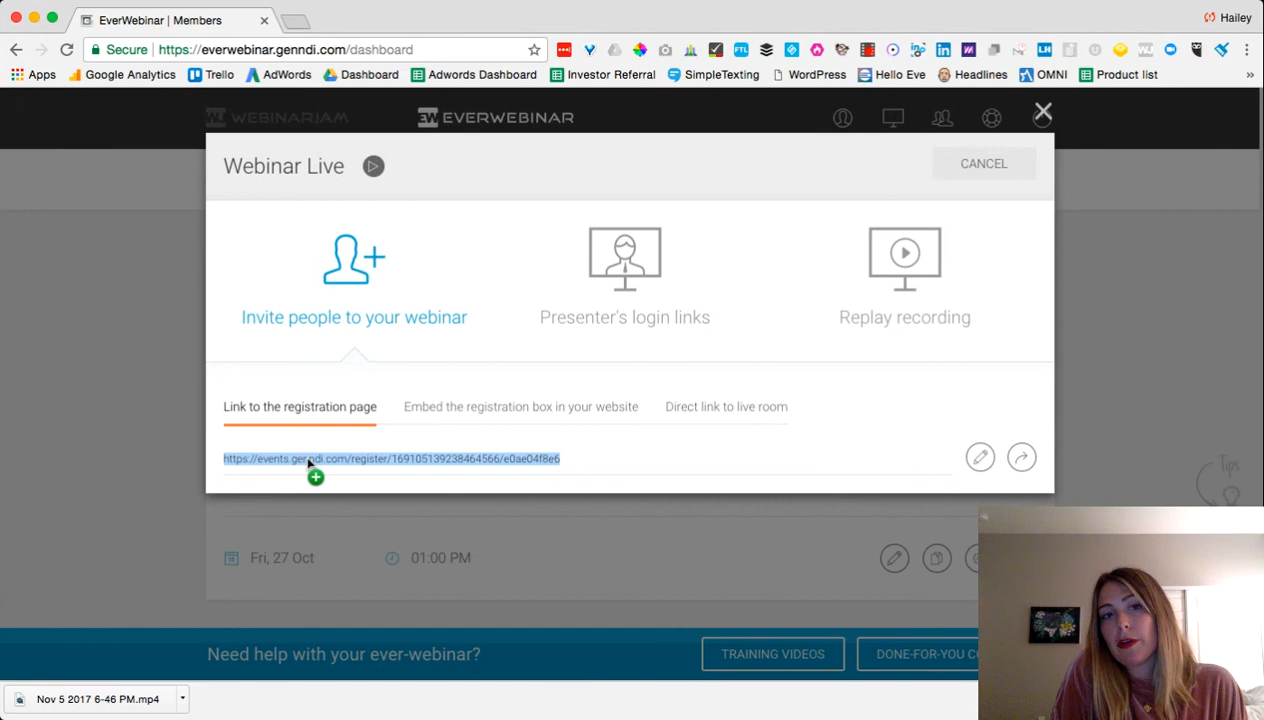 EverWebinar | Members
Hailey
Secure | https://everwebinar.genndi.com/dashboard
Apps Google Analytics Trello AdWords Dashboard Adwords Dashboard Investor Referral SimpleTexting WordPress Hello Eve Headlines OMNI Product list »
WEBINARJAM EVERWEBINAR
Webinar Live
CANCEL
Invite people to your webinar
Presenter's login links
Replay recording
Link to the registration page
Embed the registration box in your website
Direct link to live room
https://events.genndi.com/register/169105139238464566/e0ae04f8e6
Tips
Fri, 27 Oct
01:00 PM
Need help with your ever-webinar?
TRAINING VIDEOS
DONE-FOR-YOU CO
Nov 5 2017 6-46 PM.mp4